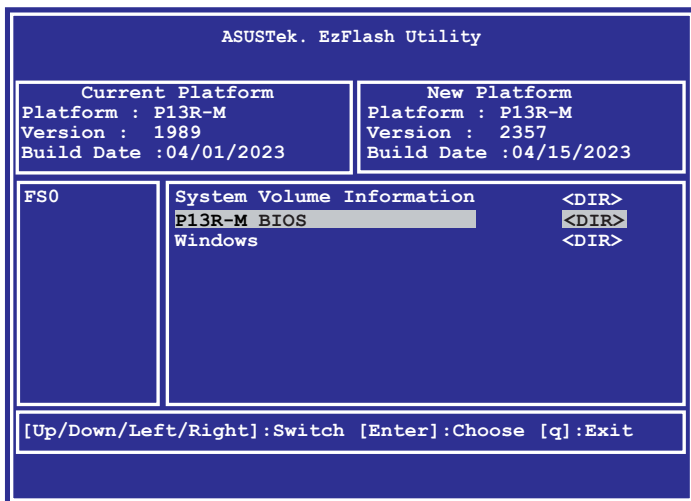 ASUSTek. EzFlash Utility
Current Platform
Platform : P13R-M
Version : 1989
Build Date :04/01/2023
New Platform
Platform : P13R-M
Version : 2357
Build Date :04/15/2023
FS0
System Volume Information <DIR>
P13R-M BIOS <DIR>
Windows <DIR>
[Up/Down/Left/Right]:Switch [Enter]:Choose [q]:Exit